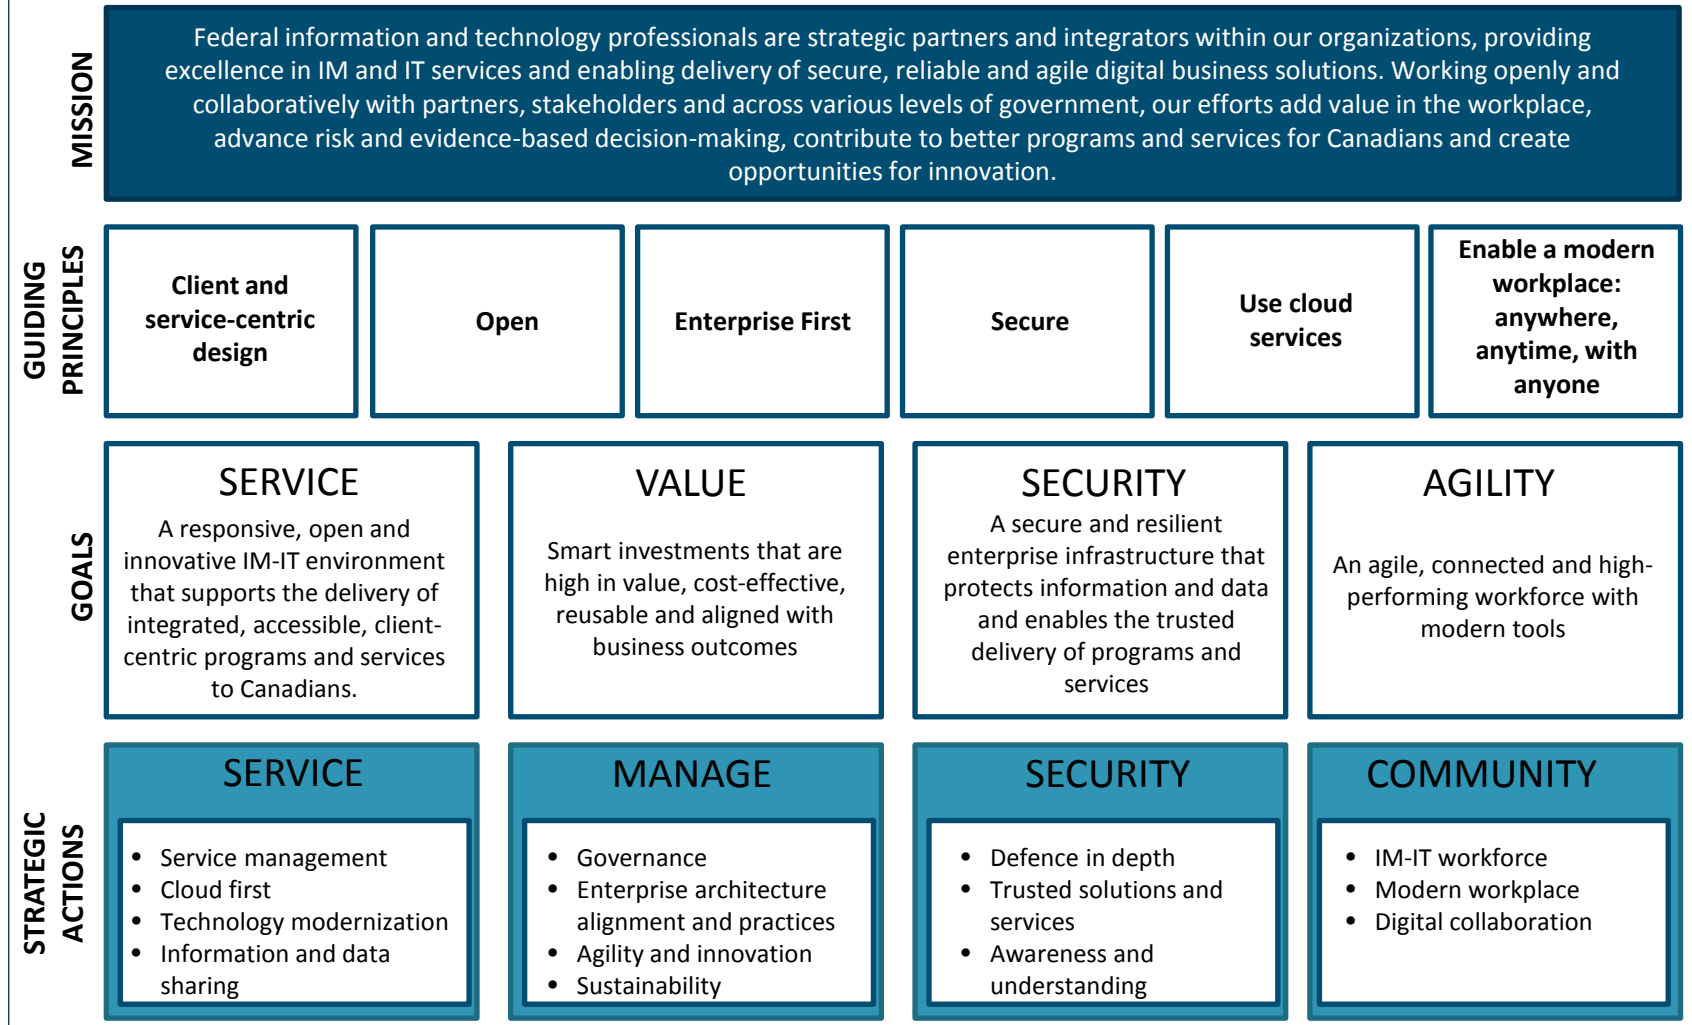 MISSION
Federal information and technology professionals are strategic partners and integrators within our organizations, providing
excellence in IM and IT services and enabling delivery of secure, reliable and agile digital business solutions. Working openly and
collaboratively with partners, stakeholders and across various levels of government, our efforts add value in the workplace,
advance risk and evidence-based decision-making, contribute to better programs and services for Canadians and create
opportunities for innovation.
GUIDING
PRINCIPLES
Client and
service-centric
design
Open
Enterprise First
Secure
Use cloud
services
Enable a modern
workplace:
anywhere,
anytime, with
anyone
GOALS
SERVICE
A responsive, open and
innovative IM-IT environment
that supports the delivery of
integrated, accessible, client-
centric programs and services
to Canadians.
VALUE
Smart investments that are
high in value, cost-effective,
reusable and aligned with
business outcomes
SECURITY
A secure and resilient
enterprise infrastructure that
protects information and data
and enables the trusted
delivery of programs and
services
AGILITY
An agile, connected and high-
performing workforce with
modern tools
STRATEGIC
ACTIONS
SERVICE
• Service management
• Cloud first
• Technology modernization
• Information and data
sharing
MANAGE
• Governance
• Enterprise architecture
alignment and practices
• Agility and innovation
• Sustainability
SECURITY
• Defence in depth
• Trusted solutions and
services
• Awareness and
understanding
COMMUNITY
• IM-IT workforce
• Modern workplace
• Digital collaboration